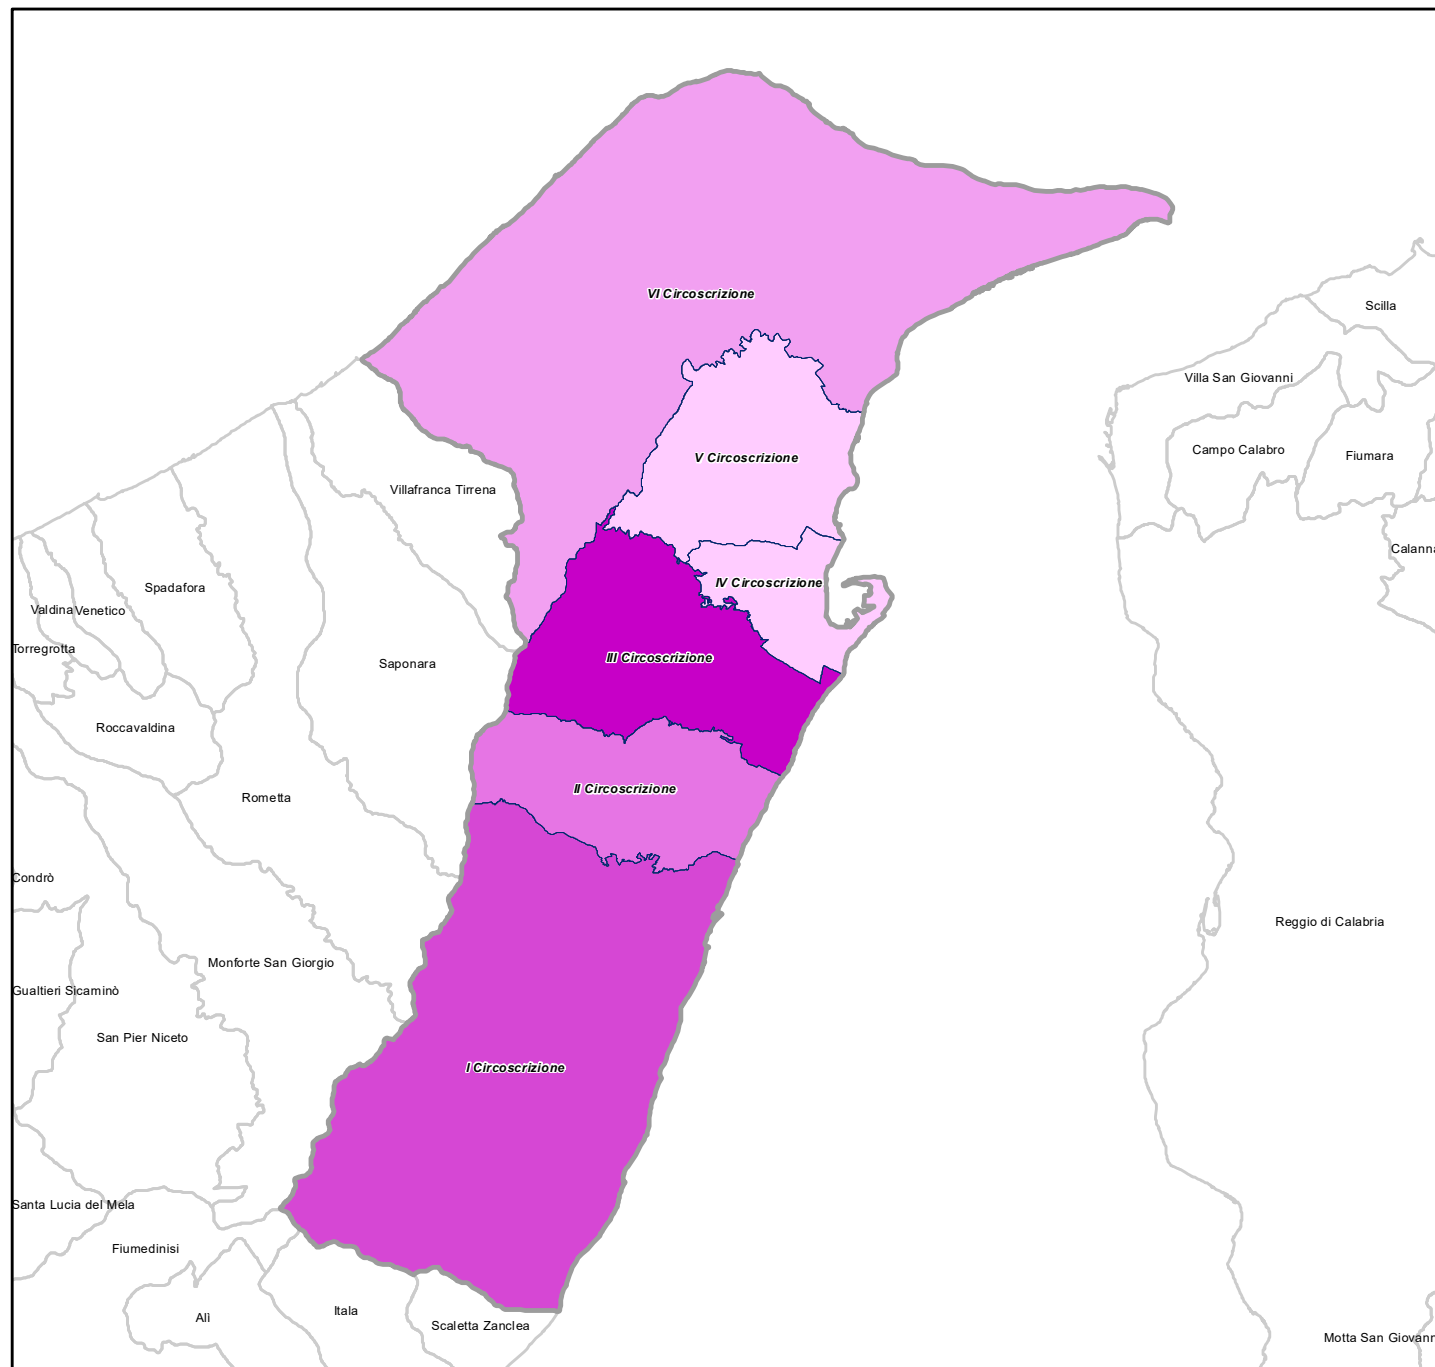 VI Circoscrizione
Scilla
Villa San Giovanni
V Circoscrizione
Campo Calabro
Fiumara
Villafranca Tirrena
Calanna
IV Circoscrizione
Spadafora
Valdina
Venetico
Torregrotta
III Circoscrizione
Saponara
Roccavaldina
II Circoscrizione
Rometta
Condrò
Reggio di Calabria
Monforte San Giorgio
Gualtieri Sicaminò
San Pier Niceto
I Circoscrizione
Santa Lucia del Mela
Fiumedinisi
Itala
Alì
Scaletta Zanclea
Motta San Giovann